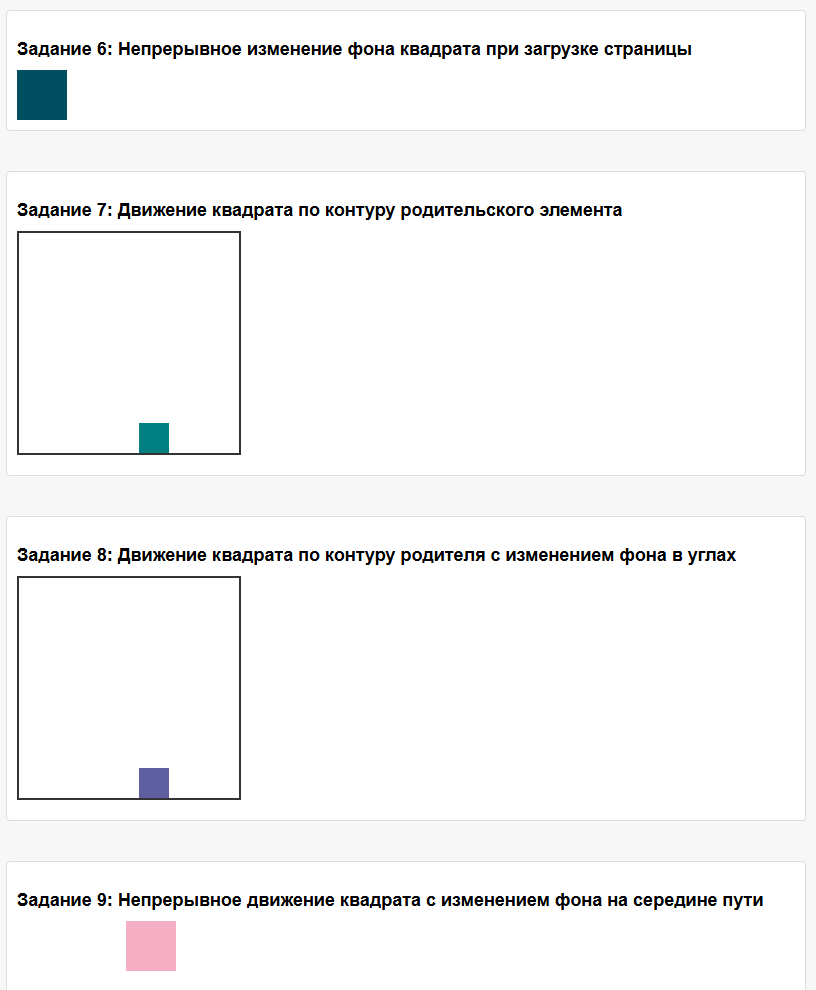 Задание 6: Непрерывное изменение фона квадрата при загрузке страницы
Задание 7: Движение квадрата по контуру родительского элемента
Задание 8: Движение квадрата по контуру родителя с изменением фона в углах
Задание 9: Непрерывное движение квадрата с изменением фона на середине пути